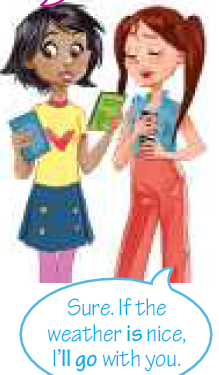 Sure. If the
weather is nice,
I'll go with you.